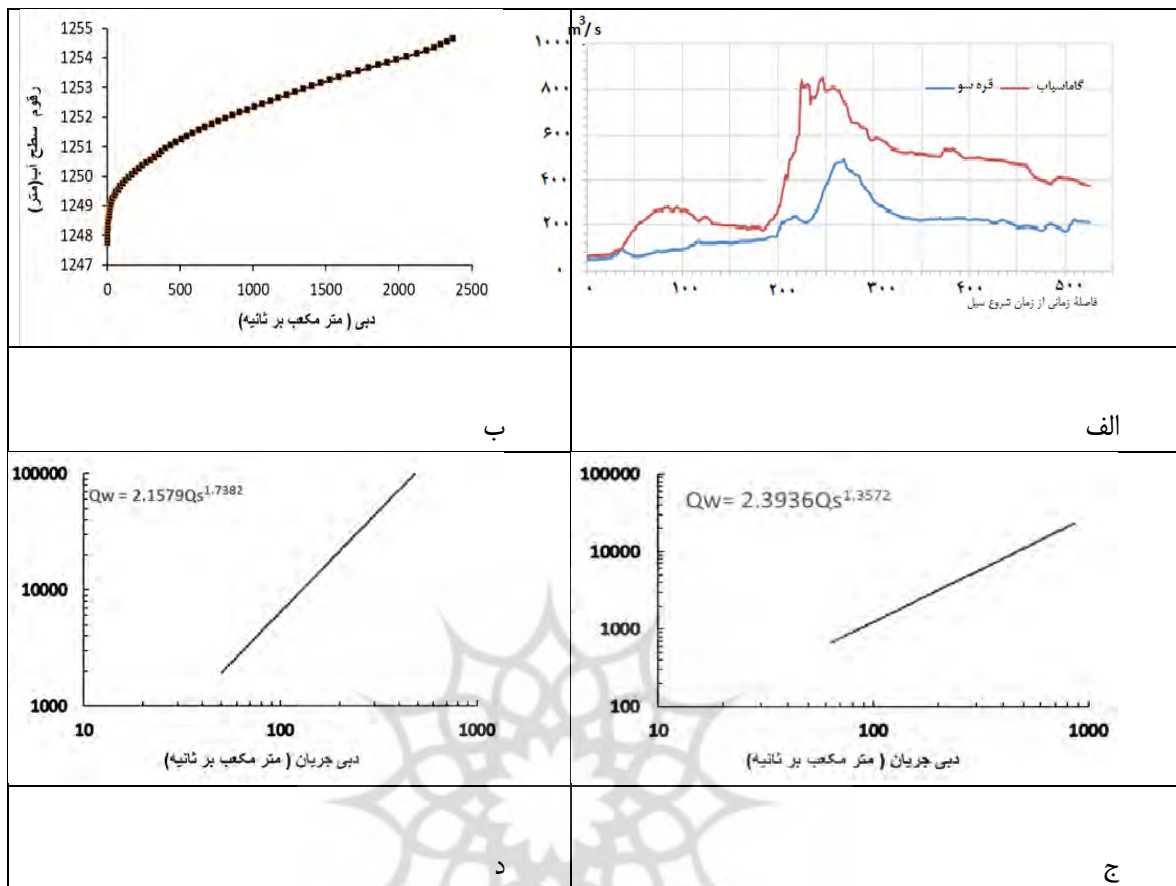 m³/s
۱۰۰۰
۸۰۰
۶۰۰
۴۰۰
۲۰۰
۰
گاماسیاب
قره سو
۰ ۱۰۰ ۲۰۰ ۳۰۰ ۴۰۰ ۵۰۰
فاصلهٔ زمانی از زمان شروع سیل
الف
1255
1254
1253
1252
1251
1250
1249
1248
1247
رقوم سطح آب(متر)
0 500 1000 1500 2000 2500
دبی ( متر مکعب بر ثانیه)
ب
100000
10000
1000
100
Qw= 2.3936Qs^1.3572
10 100 1000
دبی جریان ( متر مکعب بر ثانیه)
ج
100000
10000
1000
Qw = 2.1579Qs^1.7382
10 100 1000
دبی جریان ( متر مکعب بر ثانیه)
د